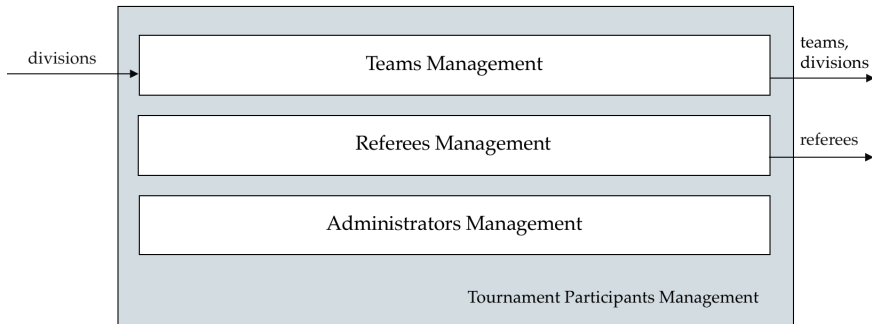 divisions
Teams Management
teams,
divisions
Referees Management
referees
Administrators Management
Tournament Participants Management